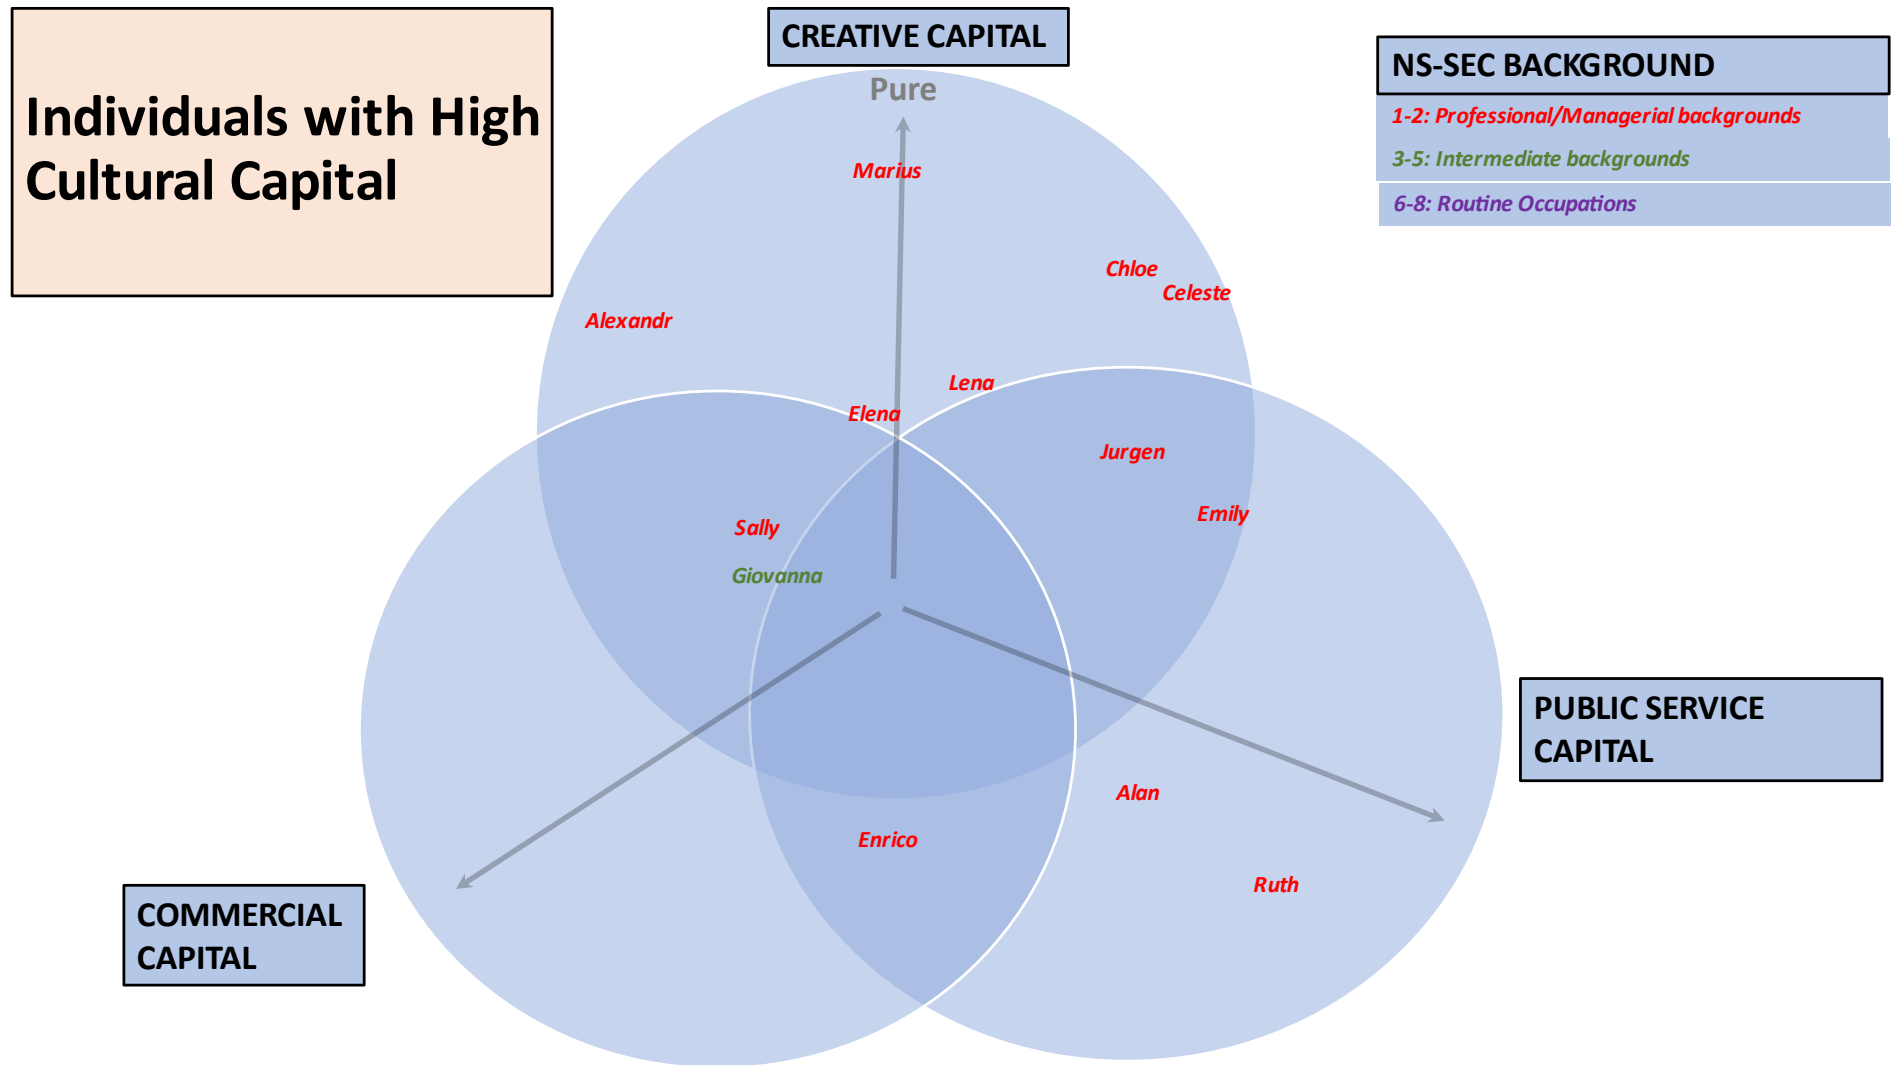 Individuals with High
Cultural Capital
CREATIVE CAPITAL
Pure
NS-SEC BACKGROUND
1-2: Professional/Managerial backgrounds
3-5: Intermediate backgrounds
6-8: Routine Occupations
Marius
Chloe
Celeste
Alexandr
Lena
Elena
Jurgen
Emily
Sally
Giovanna
PUBLIC SERVICE
CAPITAL
Alan
Enrico
Ruth
COMMERCIAL
CAPITAL